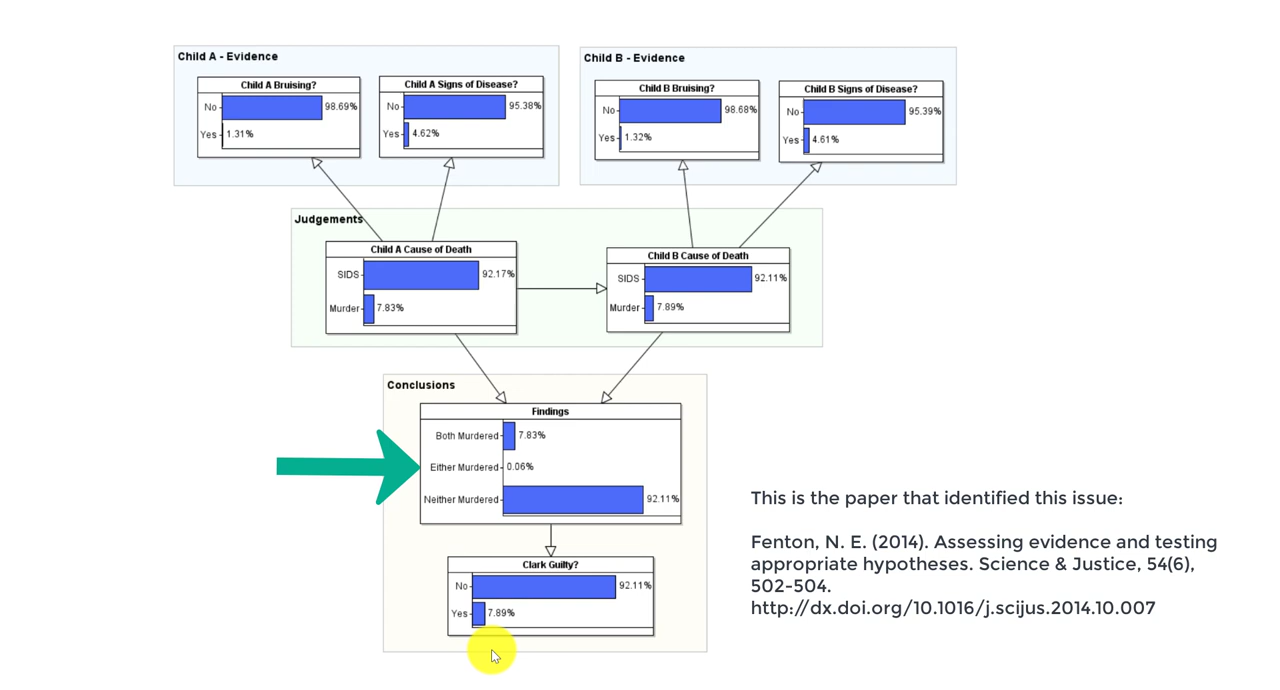 Child A - Evidence
Child A Bruising?
No 98.69%
Yes 1.31%
Child A Signs of Disease?
No 95.38%
Yes 4.62%
Child B - Evidence
Child B Bruising?
No 98.68%
Yes 1.32%
Child B Signs of Disease?
No 95.39%
Yes 4.61%
Judgements
Child A Cause of Death
SIDS 92.17%
Murder 7.83%
Child B Cause of Death
SIDS 92.11%
Murder 7.89%
Conclusions
Findings
Both Murdered 7.83%
Either Murdered 0.06%
Neither Murdered 92.11%
Clark Guilty?
No 92.11%
Yes 7.89%
This is the paper that identified this issue:
Fenton, N. E. (2014). Assessing evidence and testing
appropriate hypotheses. Science & Justice, 54(6),
502-504.
http://dx.doi.org/10.1016/j.scijus.2014.10.007